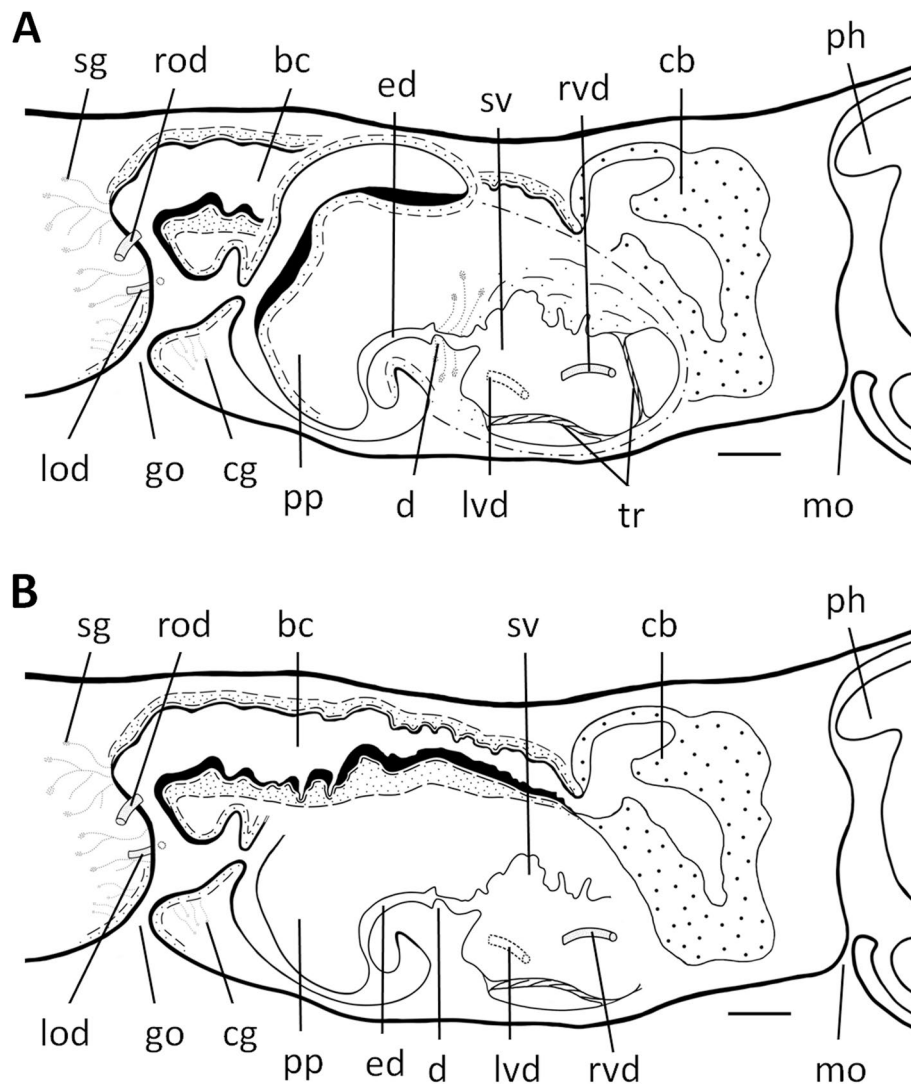 A
sg rod bc ed sv rvd cb ph
lod go cg pp d lvd tr mo
B
sg rod bc sv cb ph
lod go cg pp ed d lvd rvd mo